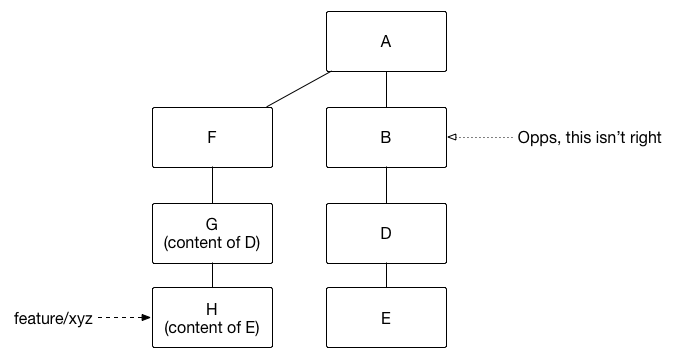 A
F
B
Opps, this isn't right
G
(content of D)
D
feature/xyz
H
(content of E)
E